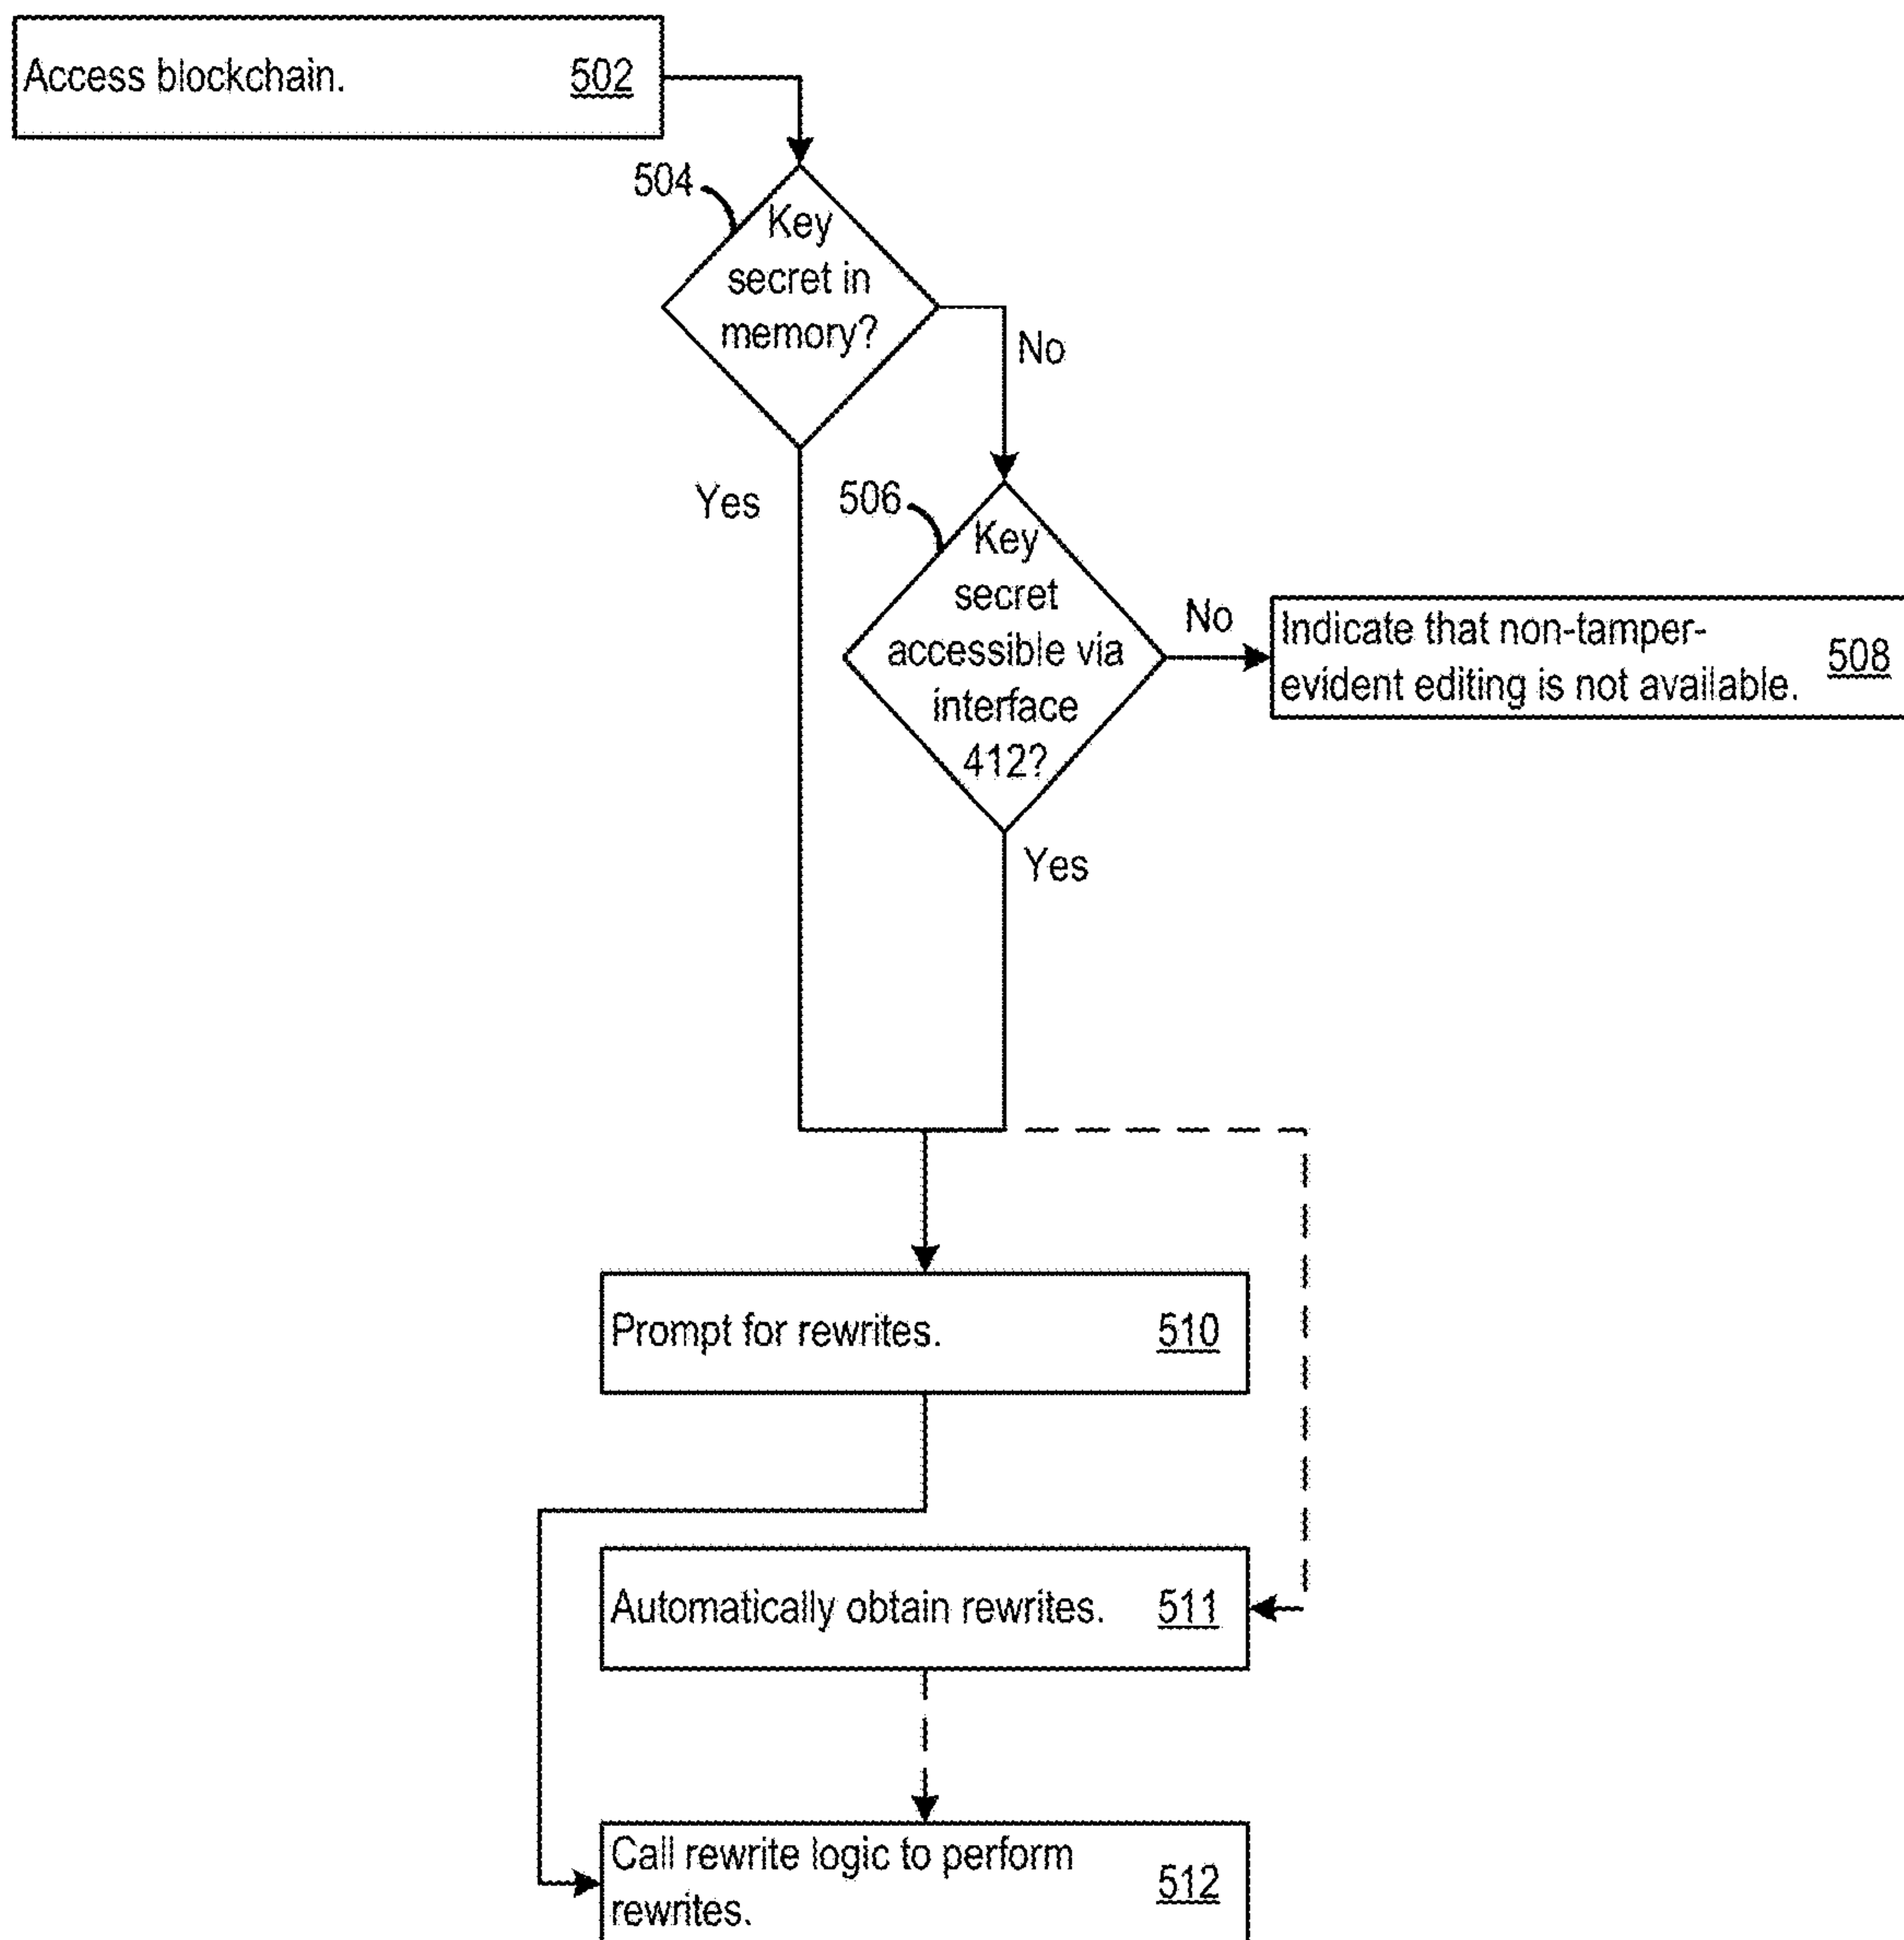 Access blockchain. 502
504
Key
secret in
memory?
No
Yes
506
Key
secret
accessible via
interface
412?
No
Indicate that non-tamper-
evident editing is not available. 508
Yes
Prompt for rewrites. 510
Automatically obtain rewrites. 511
Call rewrite logic to perform
rewrites. 512